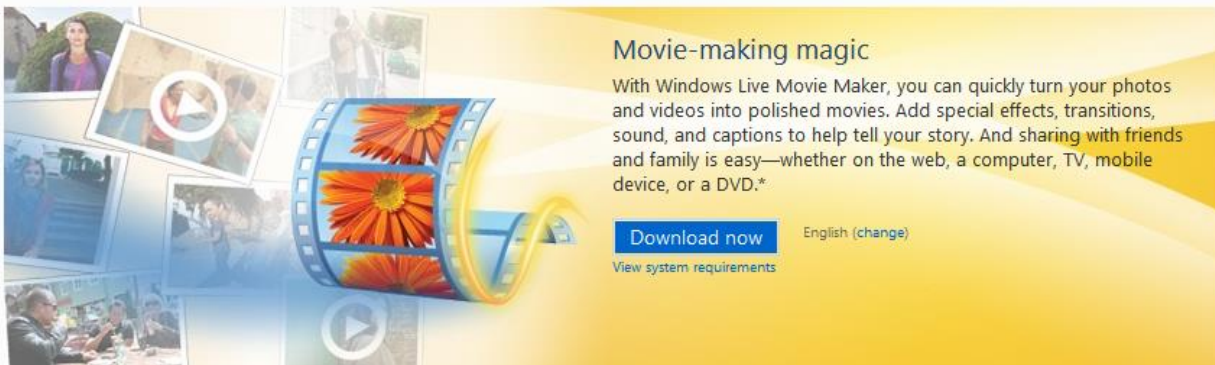 Movie-making magic
With Windows Live Movie Maker, you can quickly turn your photos
and videos into polished movies. Add special effects, transitions,
sound, and captions to help tell your story. And sharing with friends
and family is easy—whether on the web, a computer, TV, mobile
device, or a DVD.*
Download now English (change)
View system requirements